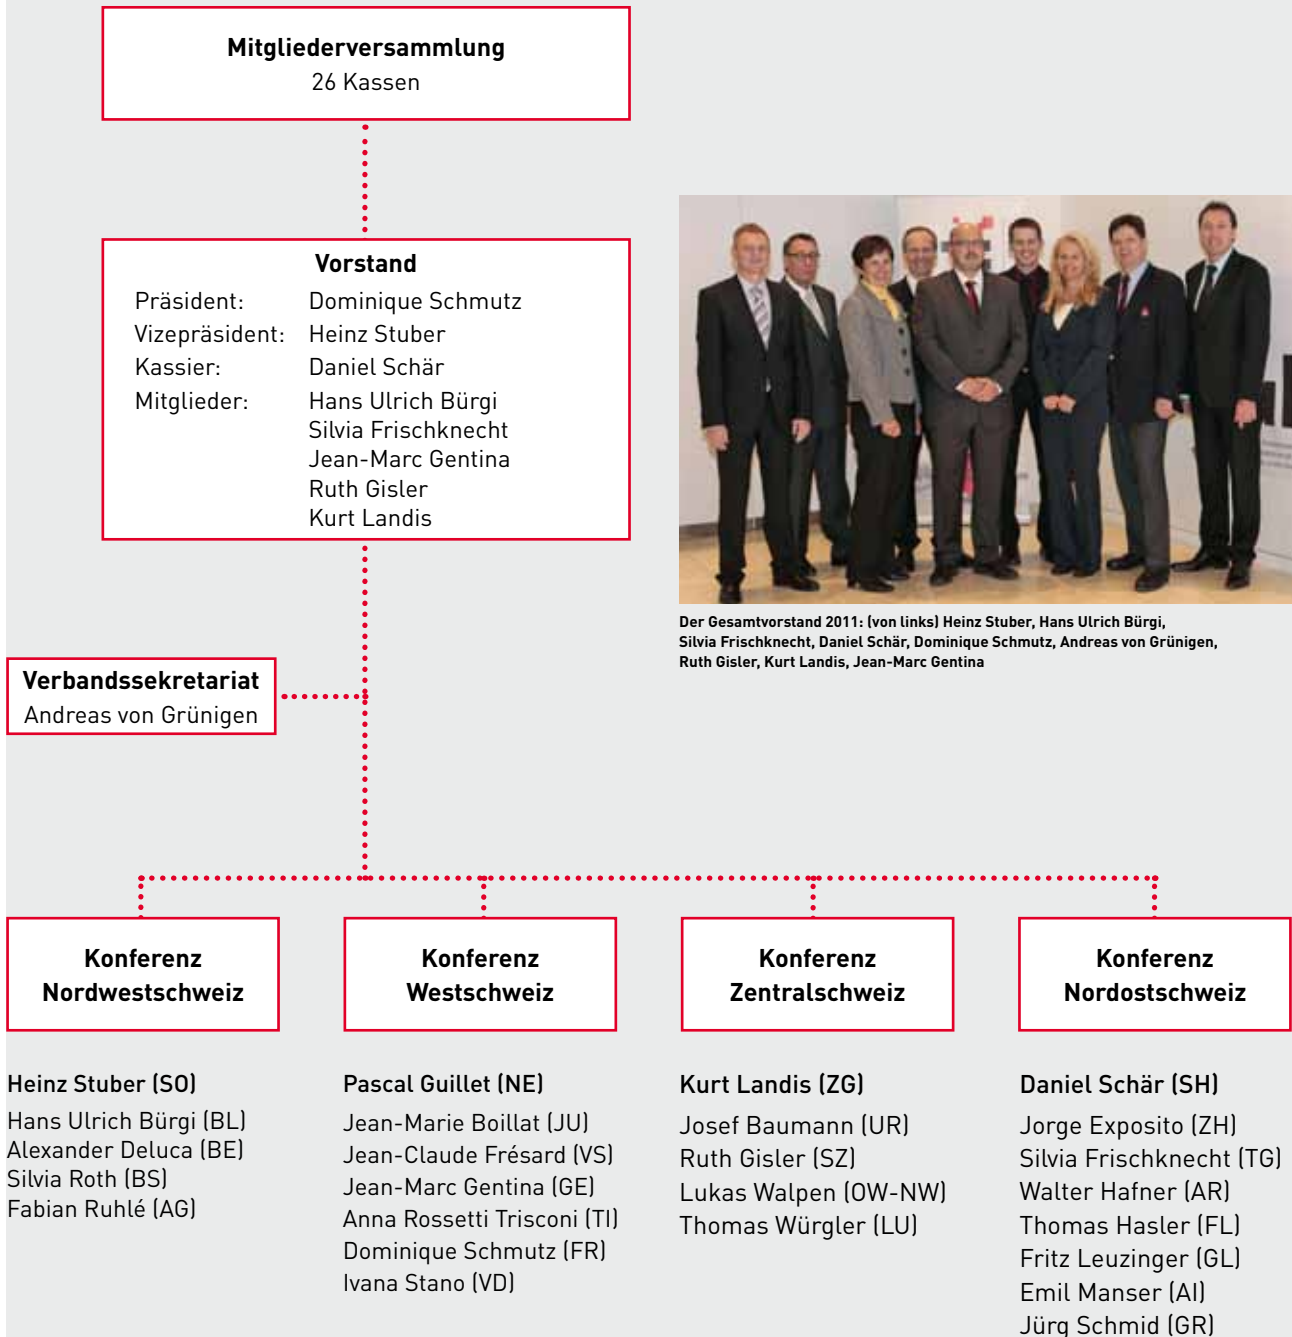 Mitgliederversammlung
26 Kassen
Vorstand
Präsident: Dominique Schmutz
Vizepräsident: Heinz Stuber
Kassier: Daniel Schär
Mitglieder: Hans Ulrich Bürgi
Silvia Frischknecht
Jean-Marc Gentina
Ruth Gisler
Kurt Landis
Der Gesamtvorstand 2011: (von links) Heinz Stuber, Hans Ulrich Bürgi,
Silvia Frischknecht, Daniel Schär, Dominique Schmutz, Andreas von Grünigen,
Ruth Gisler, Kurt Landis, Jean-Marc Gentina
Verbandssekretariat
Andreas von Grünigen
Konferenz
Nordwestschweiz
Heinz Stuber (SO)
Hans Ulrich Bürgi (BL)
Alexander Deluca (BE)
Silvia Roth (BS)
Fabian Ruhlé (AG)
Konferenz
Westschweiz
Pascal Guillet (NE)
Jean-Marie Boillat (JU)
Jean-Claude Frésard (VS)
Jean-Marc Gentina (GE)
Anna Rossetti Trisconi (TI)
Dominique Schmutz (FR)
Ivana Stano (VD)
Konferenz
Zentralschweiz
Kurt Landis (ZG)
Josef Baumann (UR)
Ruth Gisler (SZ)
Lukas Walpen (OW-NW)
Thomas Würgler (LU)
Konferenz
Nordostschweiz
Daniel Schär (SH)
Jorge Exposito (ZH)
Silvia Frischknecht (TG)
Walter Hafner (AR)
Thomas Hasler (FL)
Fritz Leuzinger (GL)
Emil Manser (AI)
Jürg Schmid (GR)